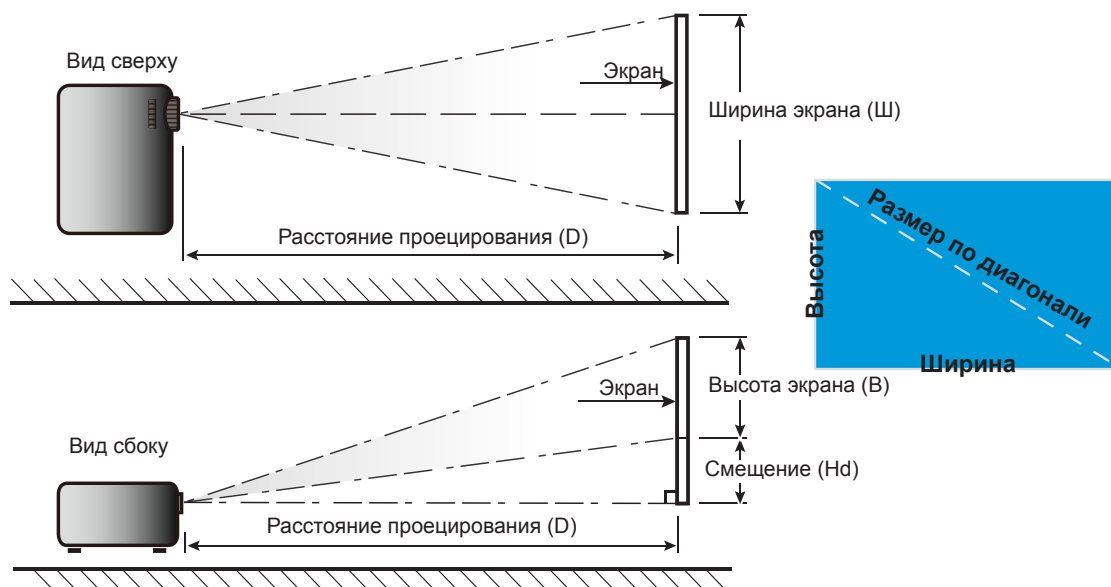 Вид сверху
Экран
Ширина экрана (Ш)
Расстояние проецирования (D)
Высота
Размер по диагонали
Ширина
Экран
Высота экрана (В)
Вид сбоку
Смещение (Hd)
Расстояние проецирования (D)